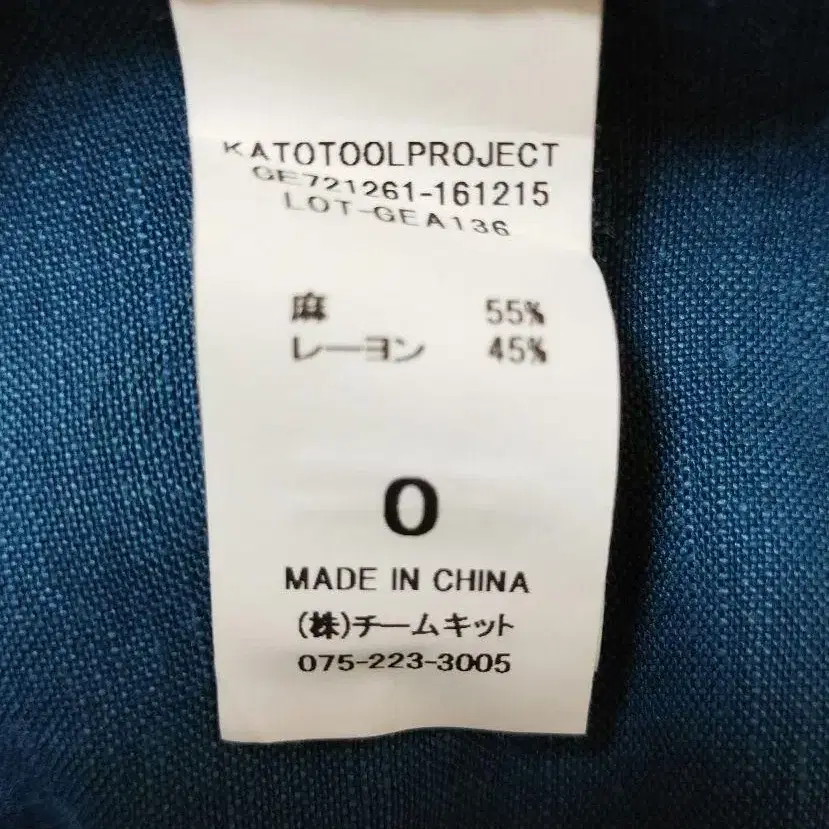 KATOTOOLPROJECT
GE721261-161215
LOT-GEA136
麻 55%
レーヨン 45%
0
MADE IN CHINA
(株)チームキット
075-223-3005